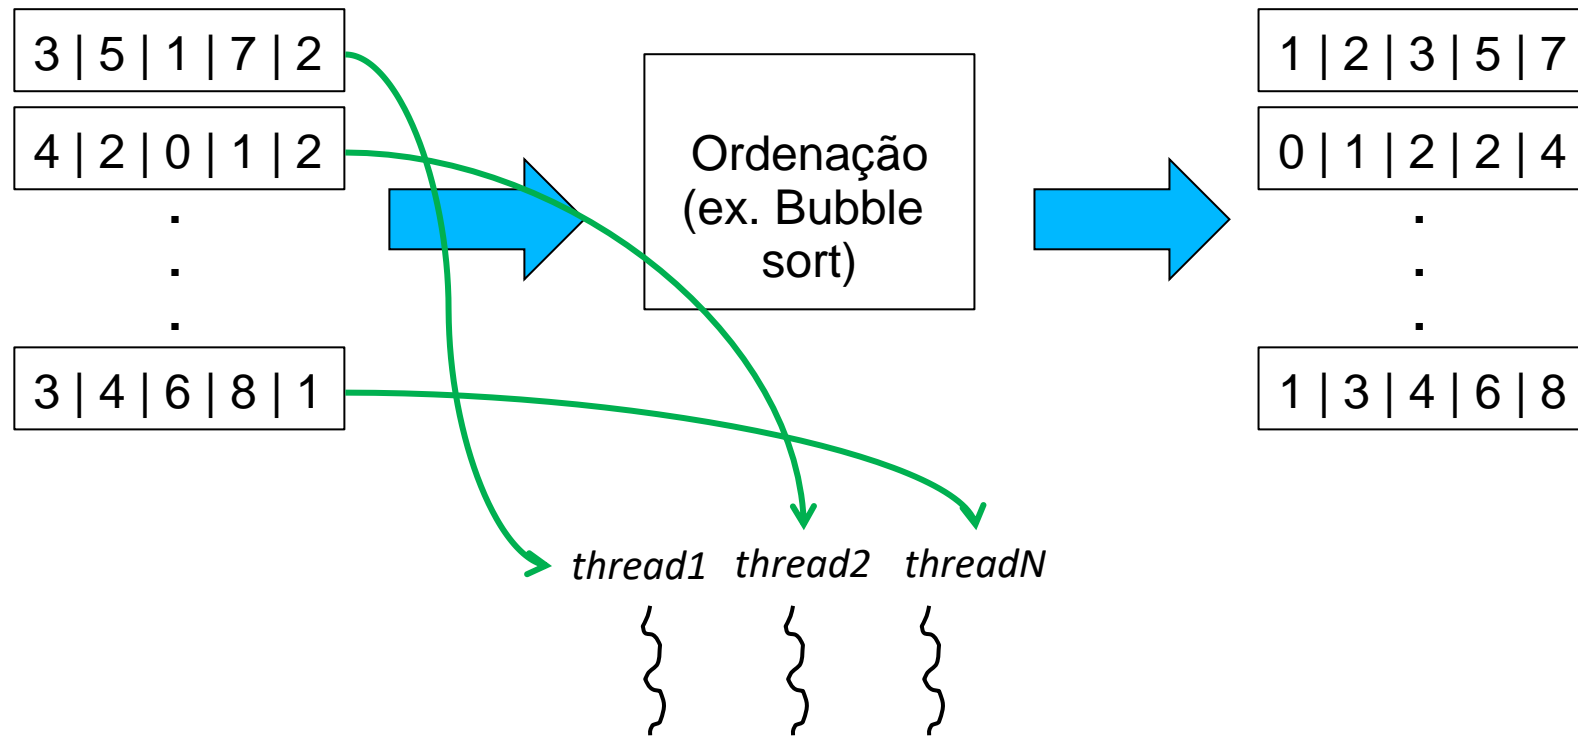 3 | 5 | 1 | 7 | 2
4 | 2 | 0 | 1 | 2
.
.
.
3 | 4 | 6 | 8 | 1
Ordenação
(ex. Bubble
sort)
1 | 2 | 3 | 5 | 7
0 | 1 | 2 | 2 | 4
.
.
.
1 | 3 | 4 | 6 | 8
thread1 thread2 threadN